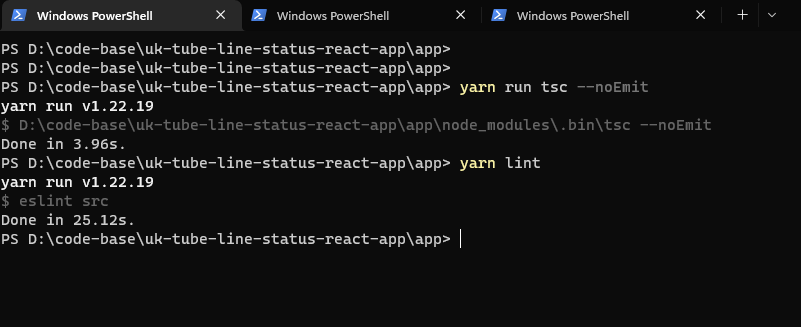 Windows PowerShell
Windows PowerShell
Windows PowerShell
PS D:\code-base\uk-tube-line-status-react-app\app>
PS D:\code-base\uk-tube-line-status-react-app\app>
PS D:\code-base\uk-tube-line-status-react-app\app> yarn run tsc --noEmit
yarn run v1.22.19
$ D:\code-base\uk-tube-line-status-react-app\app\node_modules\.bin\tsc --noEmit
Done in 3.96s.
PS D:\code-base\uk-tube-line-status-react-app\app> yarn lint
yarn run v1.22.19
$ eslint src
Done in 25.12s.
PS D:\code-base\uk-tube-line-status-react-app\app>